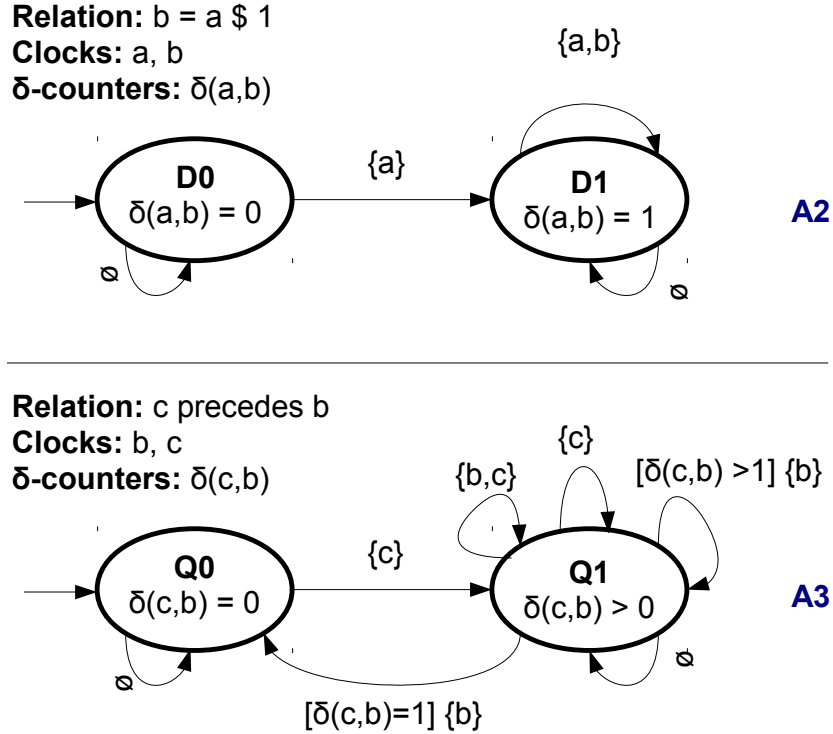 Relation: b = a $ 1
Clocks: a, b
δ-counters: δ(a,b)
{a,b}
{a}
D0
δ(a,b) = 0
D1
δ(a,b) = 1
A2
ø
ø
Relation: c precedes b
Clocks: b, c
δ-counters: δ(c,b)
{c}
{b,c}
[δ(c,b) >1] {b}
{c}
Q0
δ(c,b) = 0
Q1
δ(c,b) > 0
A3
ø
ø
[δ(c,b)=1] {b}